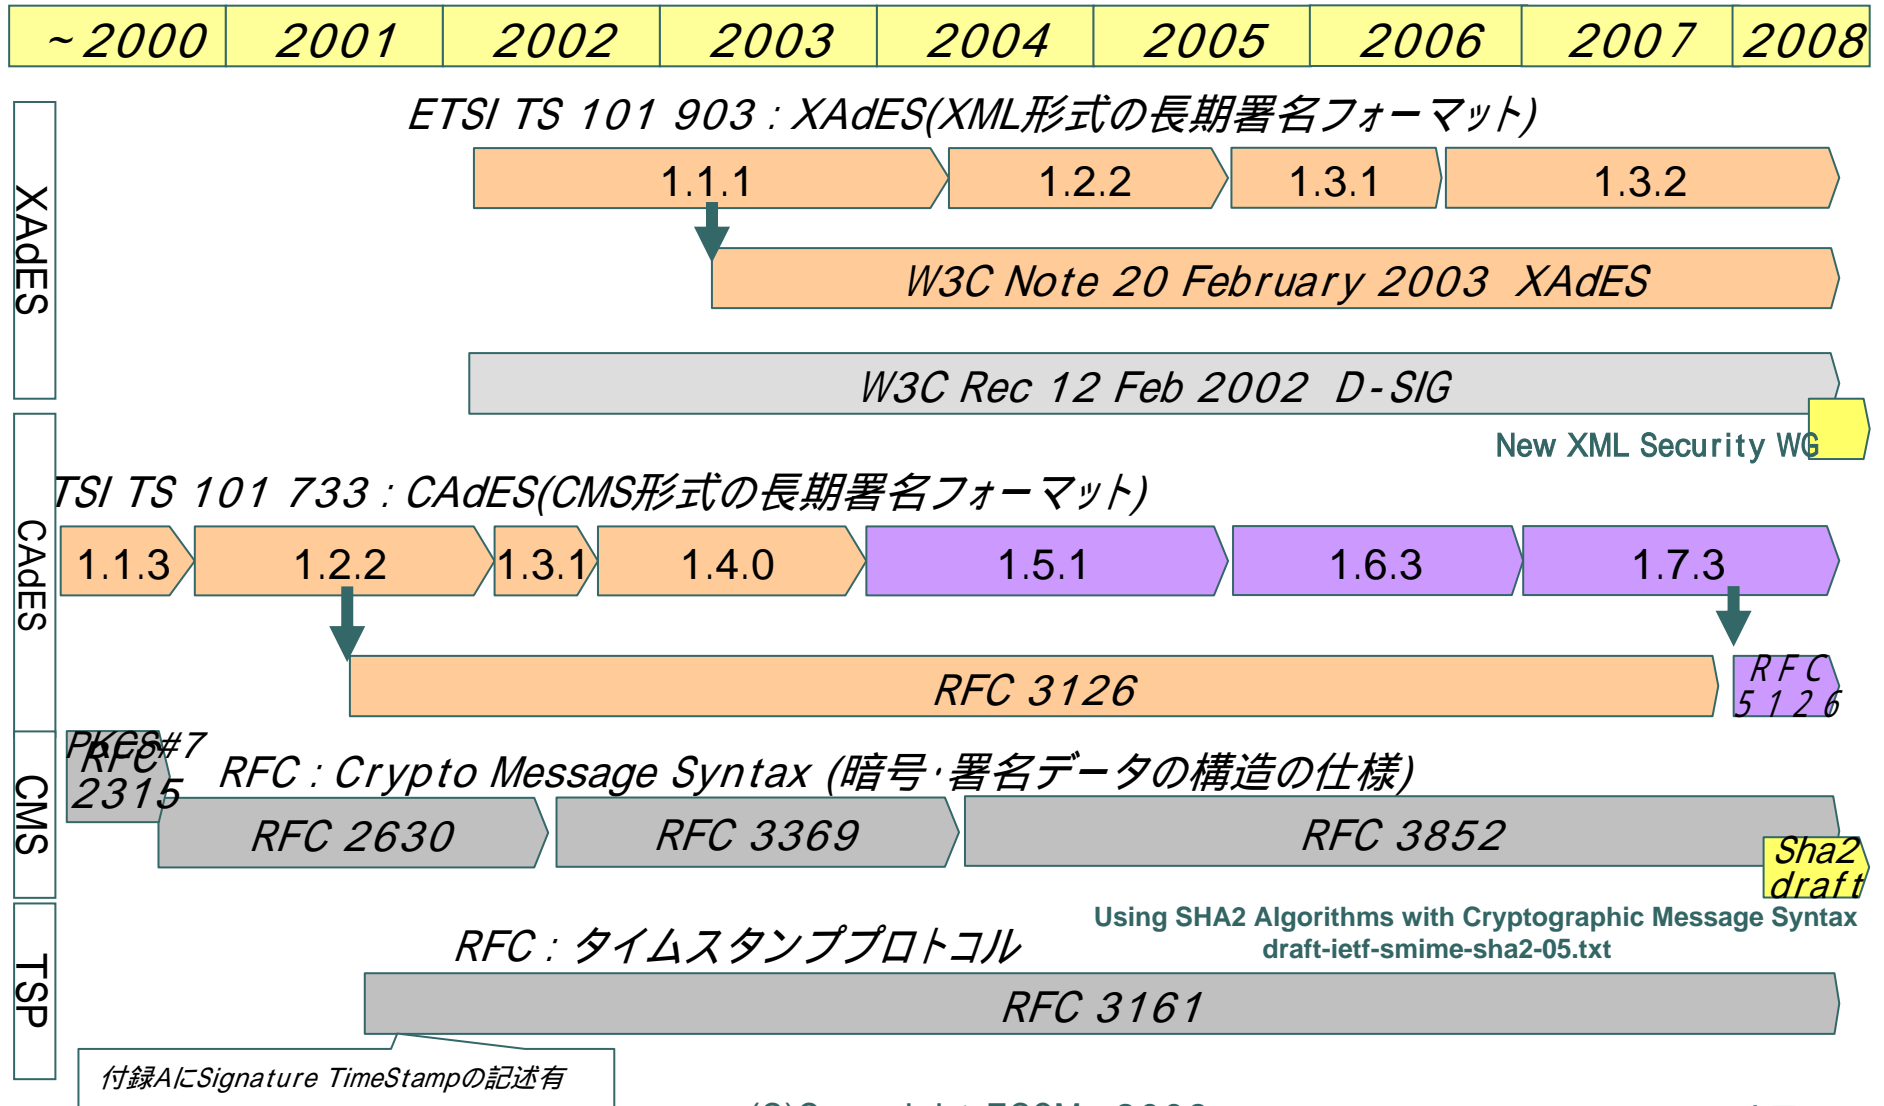 ~2000 2001 2002 2003 2004 2005 2006 2007 2008
XAdES
ETSI TS 101 903 : XAdES(XML形式の長期署名フォーマット)
1.1.1 1.2.2 1.3.1 1.3.2
W3C Note 20 February 2003 XAdES
W3C Rec 12 Feb 2002 D-SIG
New XML Security WG
CAdES
TSI TS 101 733 : CAdES(CMS形式の長期署名フォーマット)
1.1.3 1.2.2 1.3.1 1.4.0 1.5.1 1.6.3 1.7.3
RFC 3126
RFC
5126
CMS
PKCS#7
RFC
2315
RFC : Crypto Message Syntax (暗号・署名データの構造の仕様)
RFC 2630 RFC 3369 RFC 3852
Sha2
draft
Using SHA2 Algorithms with Cryptographic Message Syntax
draft-ietf-smime-sha2-05.txt
TSP
RFC : タイムスタンププロトコル
RFC 3161
付録AにSignature TimeStampの記述有